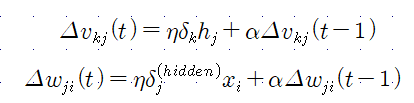 Δv_{kj}(t) = ηδ_k h_j + αΔv_{kj}(t−1)
Δw_{ji}(t) = ηδ_j^{(hidden)} x_i + αΔw_{ji}(t−1)